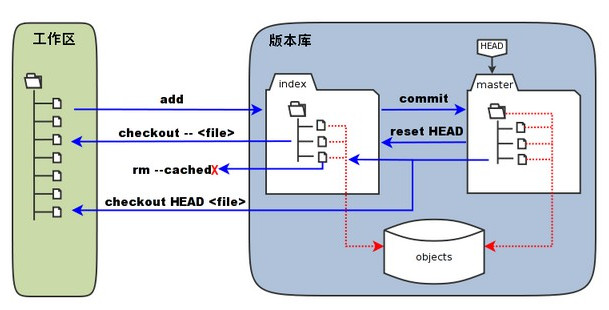 工作区
版本库
HEAD
index
master
add
commit
checkout -- <file>
reset HEAD
rm --cachedX
checkout HEAD <file>
objects